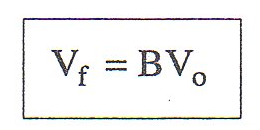 V_f = BV_o